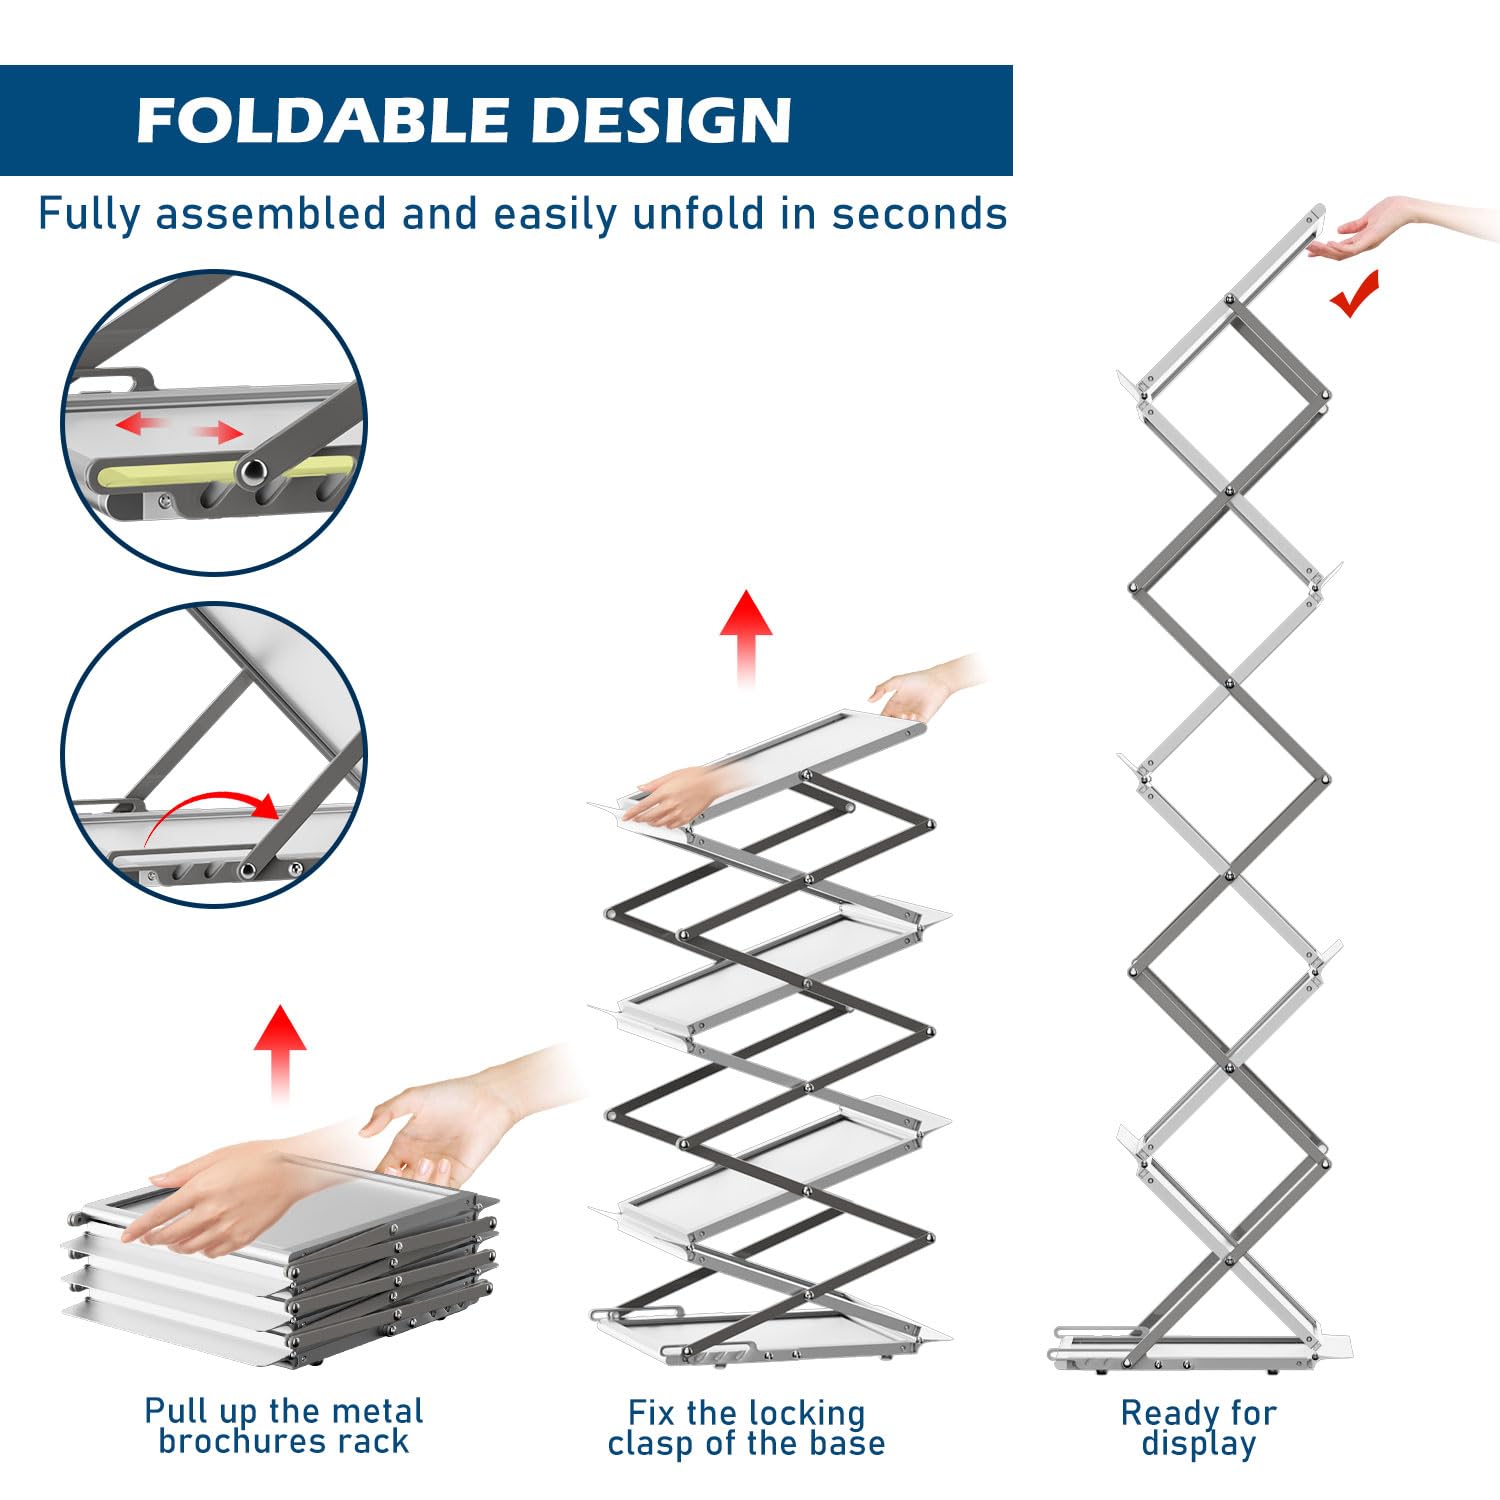 FOLDABLE DESIGN
Fully assembled and easily unfold in seconds
Pull up the metal
brochures rack
Fix the locking
clasp of the base
Ready for
display